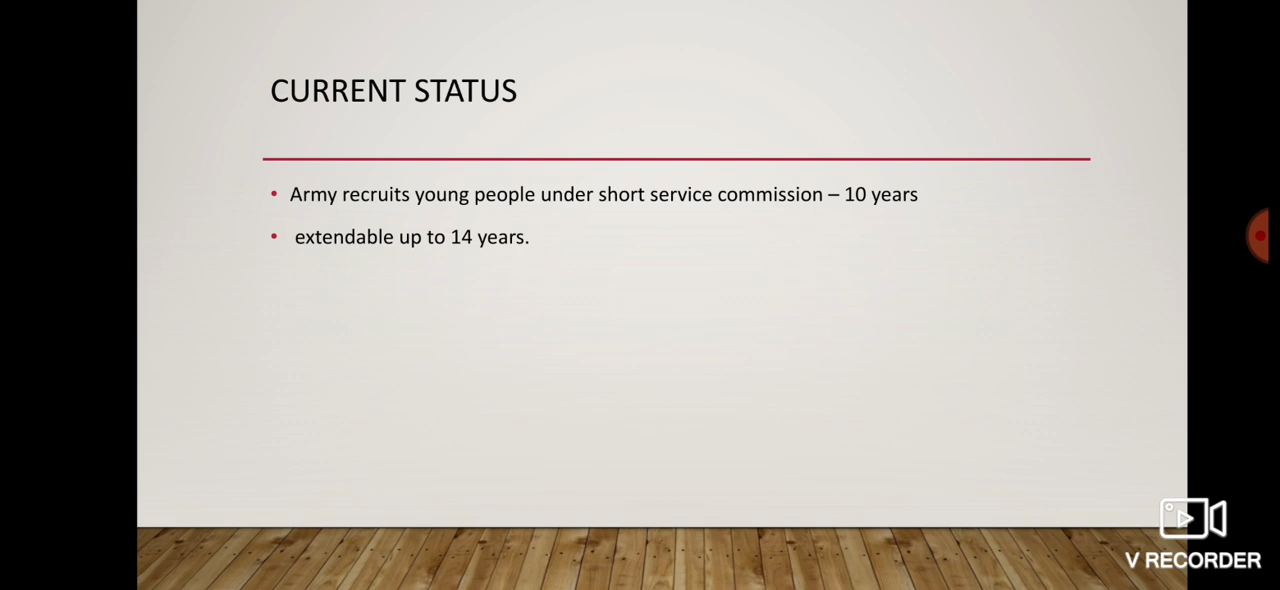 CURRENT STATUS
• Army recruits young people under short service commission – 10 years
• extendable up to 14 years.
V RECORDER